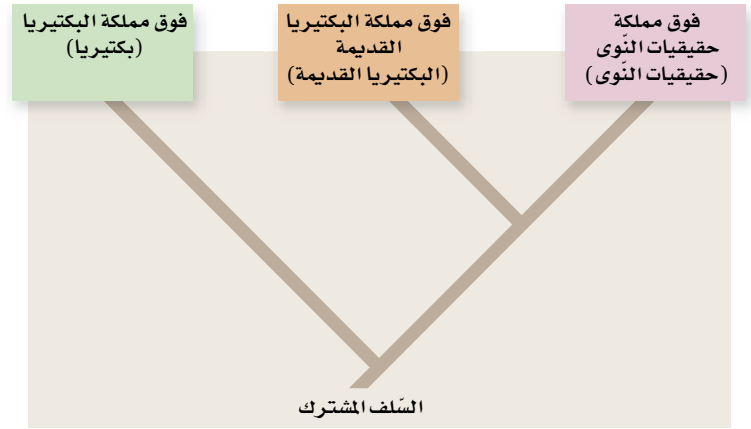 فوق مملكة
حقيقيات النّوى
(حقيقيات النّوى)
فوق مملكة البكتيريا
القديمة
(البكتيريا القديمة)
فوق مملكة البكتيريا
(بكتيريا)
السّلف المشترك